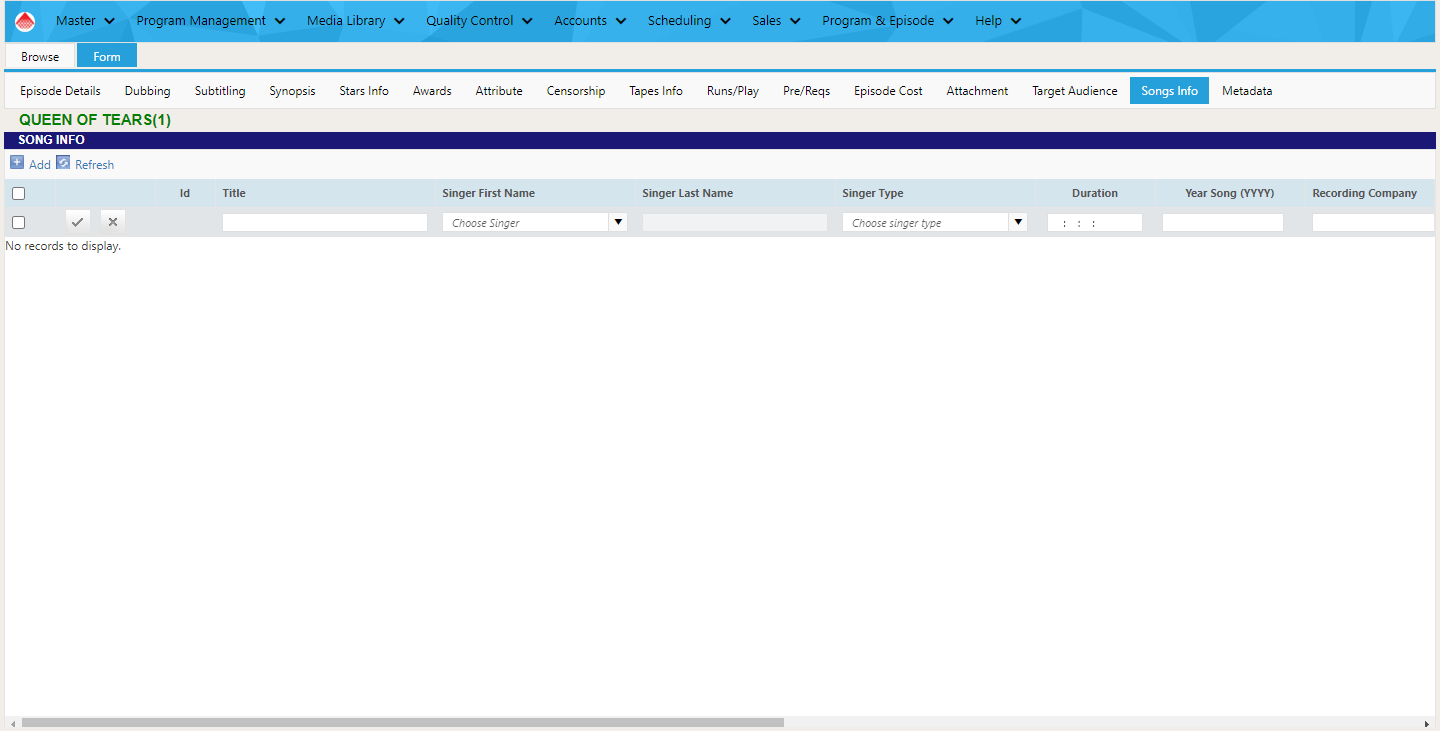 Master Program Management Media Library Quality Control Accounts Scheduling Sales Program & Episode Help
Browse Form
Episode Details Dubbing Subtitling Synopsis Stars Info Awards Attribute Censorship Tapes Info Runs/Play Pre/Reqs Episode Cost Attachment Target Audience Songs Info Metadata
QUEEN OF TEARS(1)
SONG INFO
Add Refresh
Id Title Singer First Name Singer Last Name Singer Type Duration Year Song (YYYY) Recording Company
Choose Singer Choose singer type : : :
No records to display.